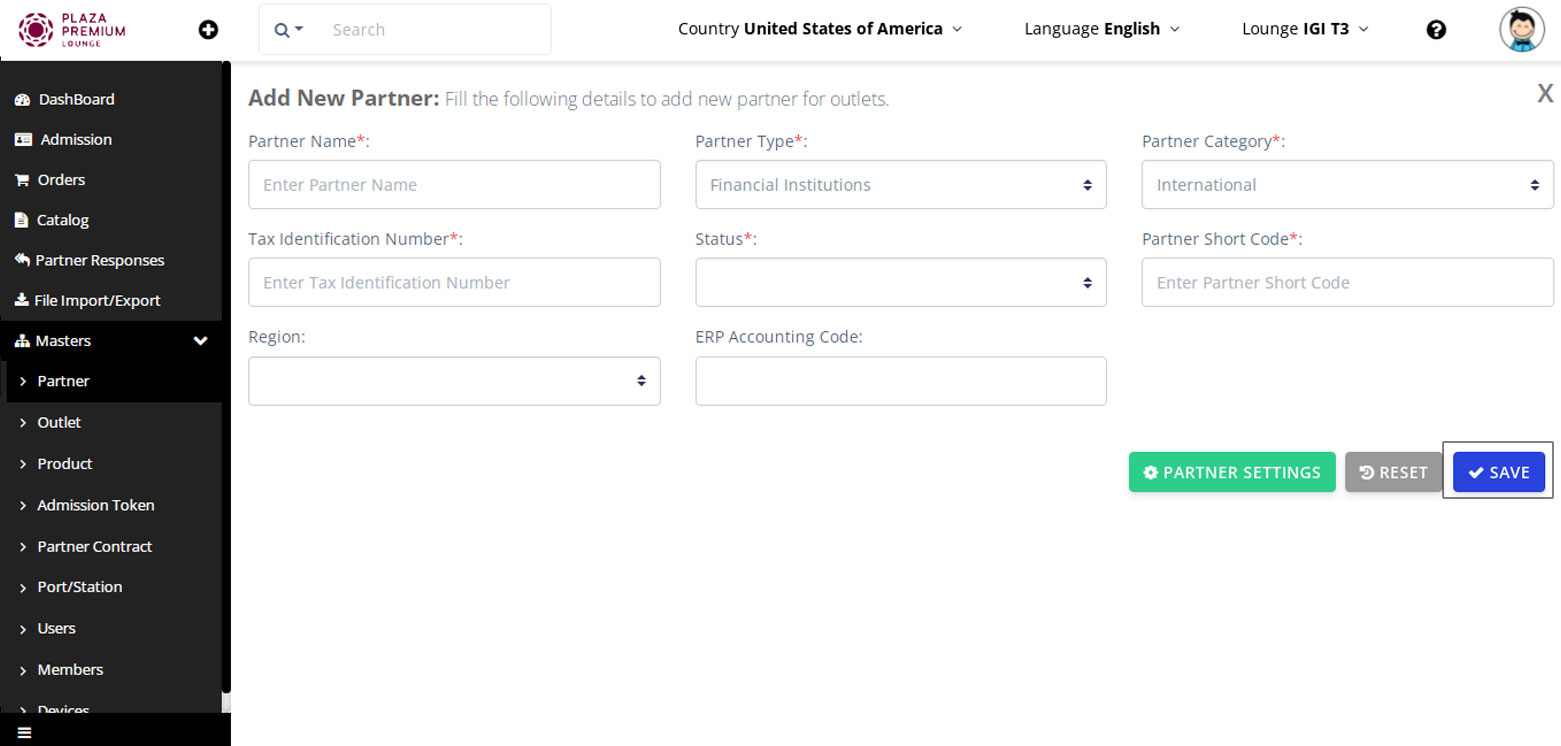 PLAZA
PREMIUM
LOUNGE
Search
Country United States of America
Language English
Lounge IGI T3
DashBoard
Admission
Orders
Catalog
Partner Responses
File Import/Export
Masters
Partner
Outlet
Product
Admission Token
Partner Contract
Port/Station
Users
Members
Devices
Add New Partner: Fill the following details to add new partner for outlets.
X
Partner Name*:
Partner Type*:
Partner Category*:
Enter Partner Name
Financial Institutions
International
Tax Identification Number*:
Status*:
Partner Short Code*:
Enter Tax Identification Number
Enter Partner Short Code
Region:
ERP Accounting Code:
PARTNER SETTINGS
RESET
SAVE